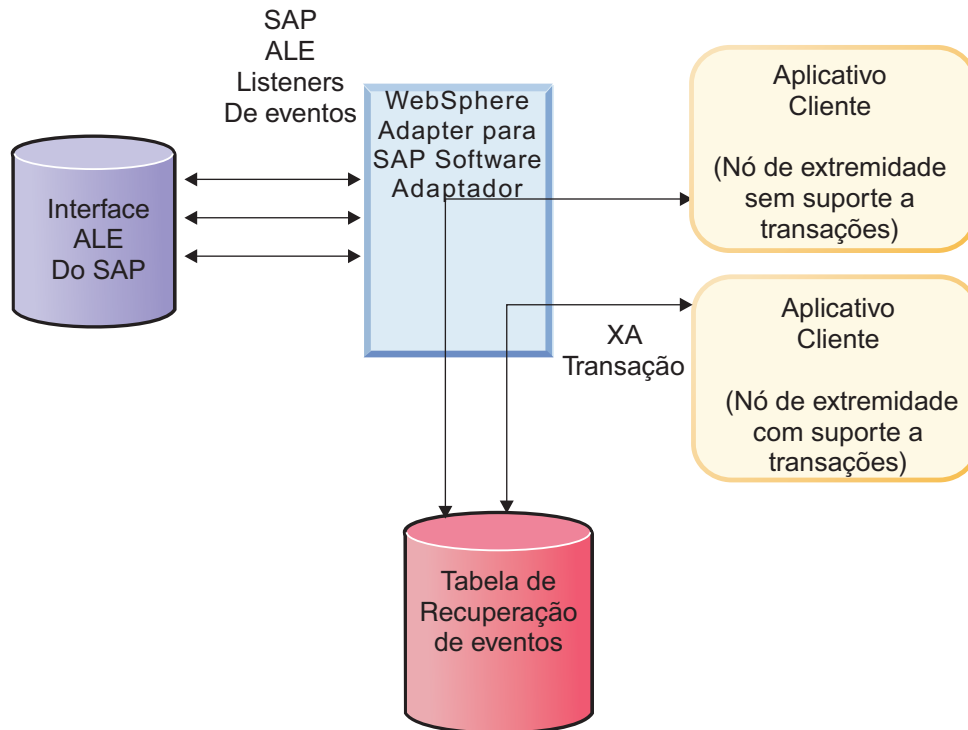 SAP
ALE
Listeners
De eventos
WebSphere
Adapter para
SAP Software
Adaptador
Interface
ALE
Do SAP
Aplicativo
Cliente
(Nó de extremidade
sem suporte a
transações)
XA
Transação
Aplicativo
Cliente
(Nó de extremidade
com suporte a
transações)
Tabela de
Recuperação
de eventos